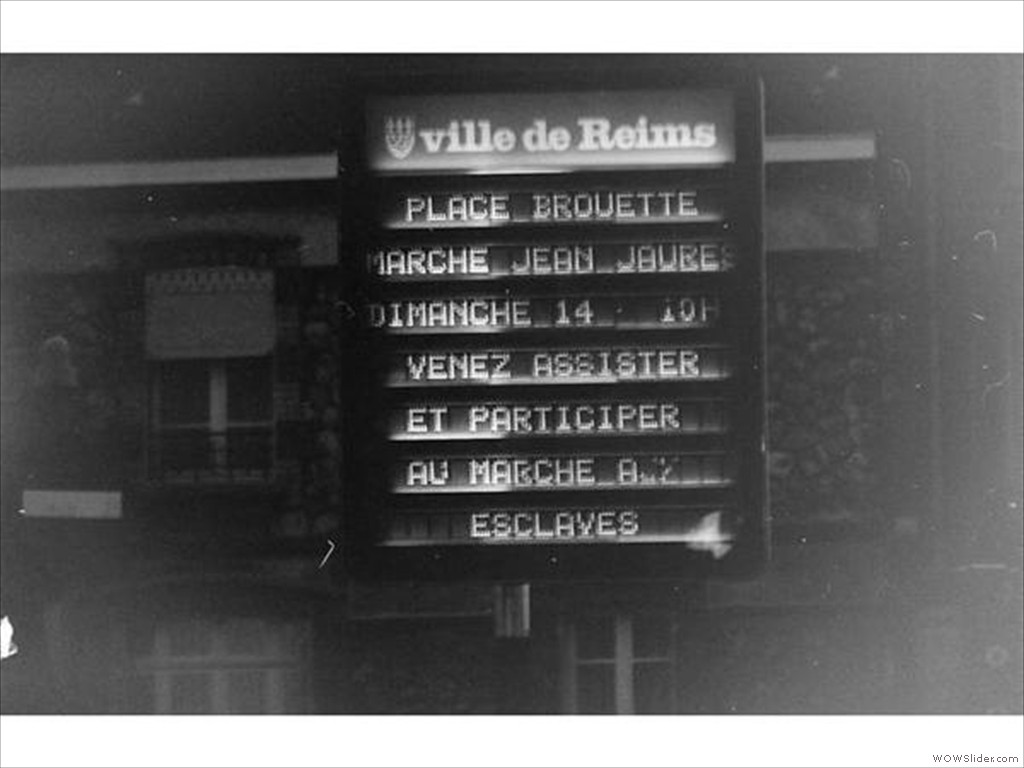 ville de Reims
PLACE BROUETTE
MARCHE JEAN JAURES
DIMANCHE 14 - 10H
VENEZ ASSISTER
ET PARTICIPER
AU MARCHE AUX
ESCLAVES
WOWSlider.com